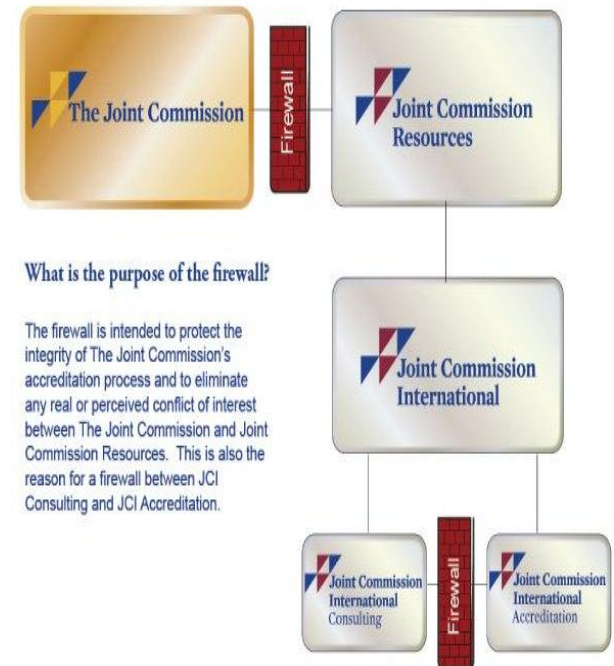 The Joint Commission
Firewall
Joint Commission
Resources
What is the purpose of the firewall?
The firewall is intended to protect the
integrity of The Joint Commission's
accreditation process and to eliminate
any real or perceived conflict of interest
between The Joint Commission and Joint
Commission Resources. This is also the
reason for a firewall between JCI
Consulting and JCI Accreditation.
Joint Commission
International
Joint Commission
International
Consulting
Firewall
Joint Commission
International
Accreditation